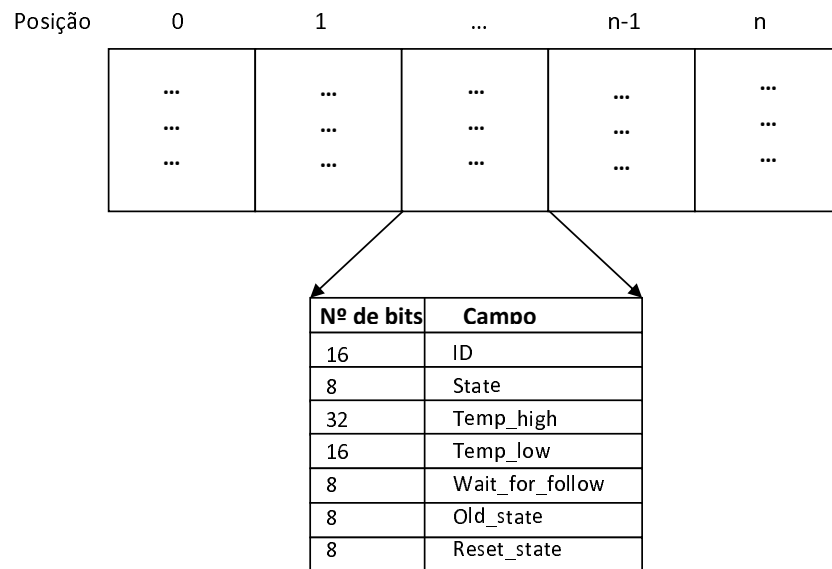 Posição 0 1 ... n-1 n
... ... ... ... ...
... ... ... ... ...
... ... ... ... ...
Nº de bits Campo
16 ID
8 State
32 Temp_high
16 Temp_low
8 Wait_for_follow
8 Old_state
8 Reset_state